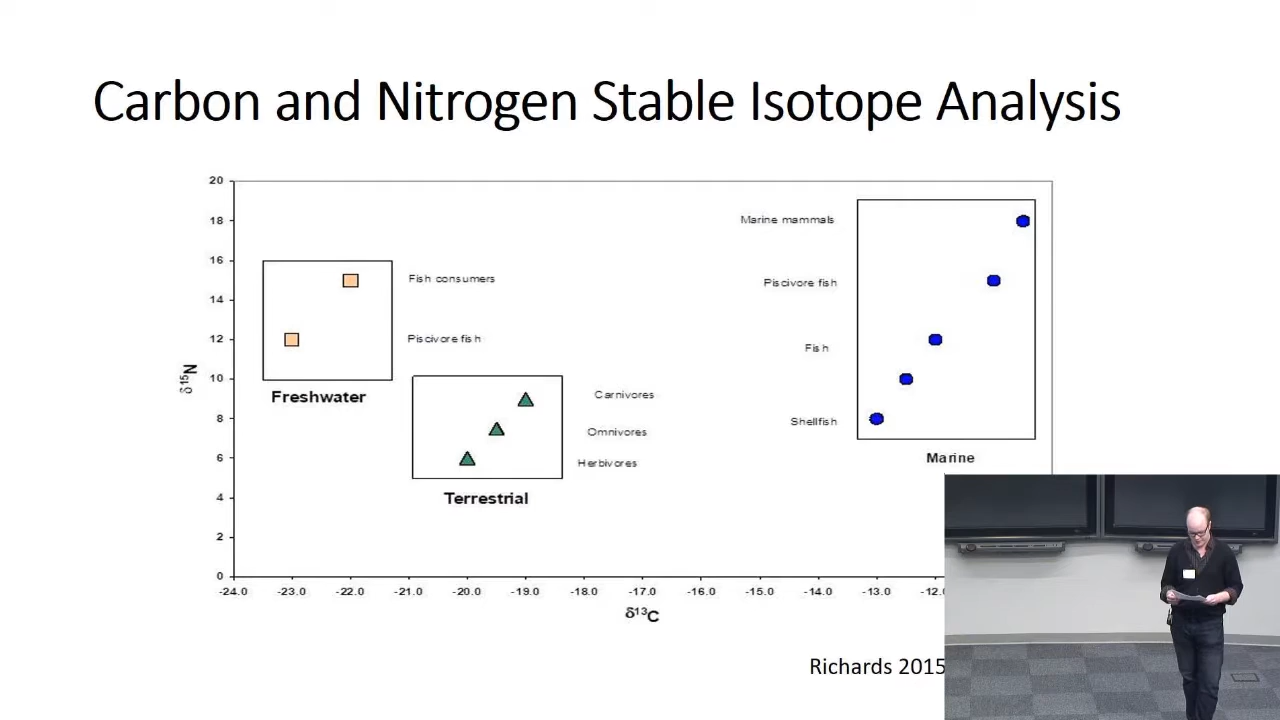 Carbon and Nitrogen Stable Isotope Analysis
20
18
16
14
12
10
8
6
4
2
0
δ15N
Marine mammals
Fish consumers
Piscivore fish
Piscivore fish
Fish
Freshwater
Carnivores
Shellfish
Omnivores
Marine
Herbivores
Terrestrial
-24.0 -23.0 -22.0 -21.0 -20.0 -19.0 -18.0 -17.0 -16.0 -15.0 -14.0 -13.0 -12.0
δ13C
Richards 2015